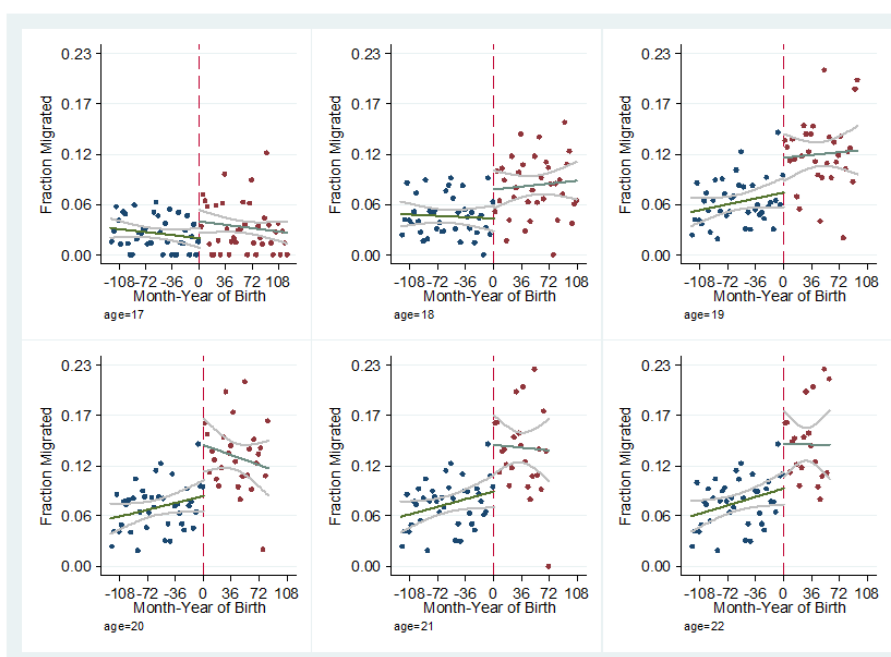 0.23
0.17
0.12
0.06
0.00
Fraction Migrated
-108 -72 -36 0 36 72 108
Month-Year of Birth
age=17
0.23
0.17
0.12
0.06
0.00
Fraction Migrated
-108 -72 -36 0 36 72 108
Month-Year of Birth
age=18
0.23
0.17
0.12
0.06
0.00
Fraction Migrated
-108 -72 -36 0 36 72 108
Month-Year of Birth
age=19
0.23
0.17
0.12
0.06
0.00
Fraction Migrated
-108 -72 -36 0 36 72 108
Month-Year of Birth
age=20
0.23
0.17
0.12
0.06
0.00
Fraction Migrated
-108 -72 -36 0 36 72 108
Month-Year of Birth
age=21
0.23
0.17
0.12
0.06
0.00
Fraction Migrated
-108 -72 -36 0 36 72 108
Month-Year of Birth
age=22